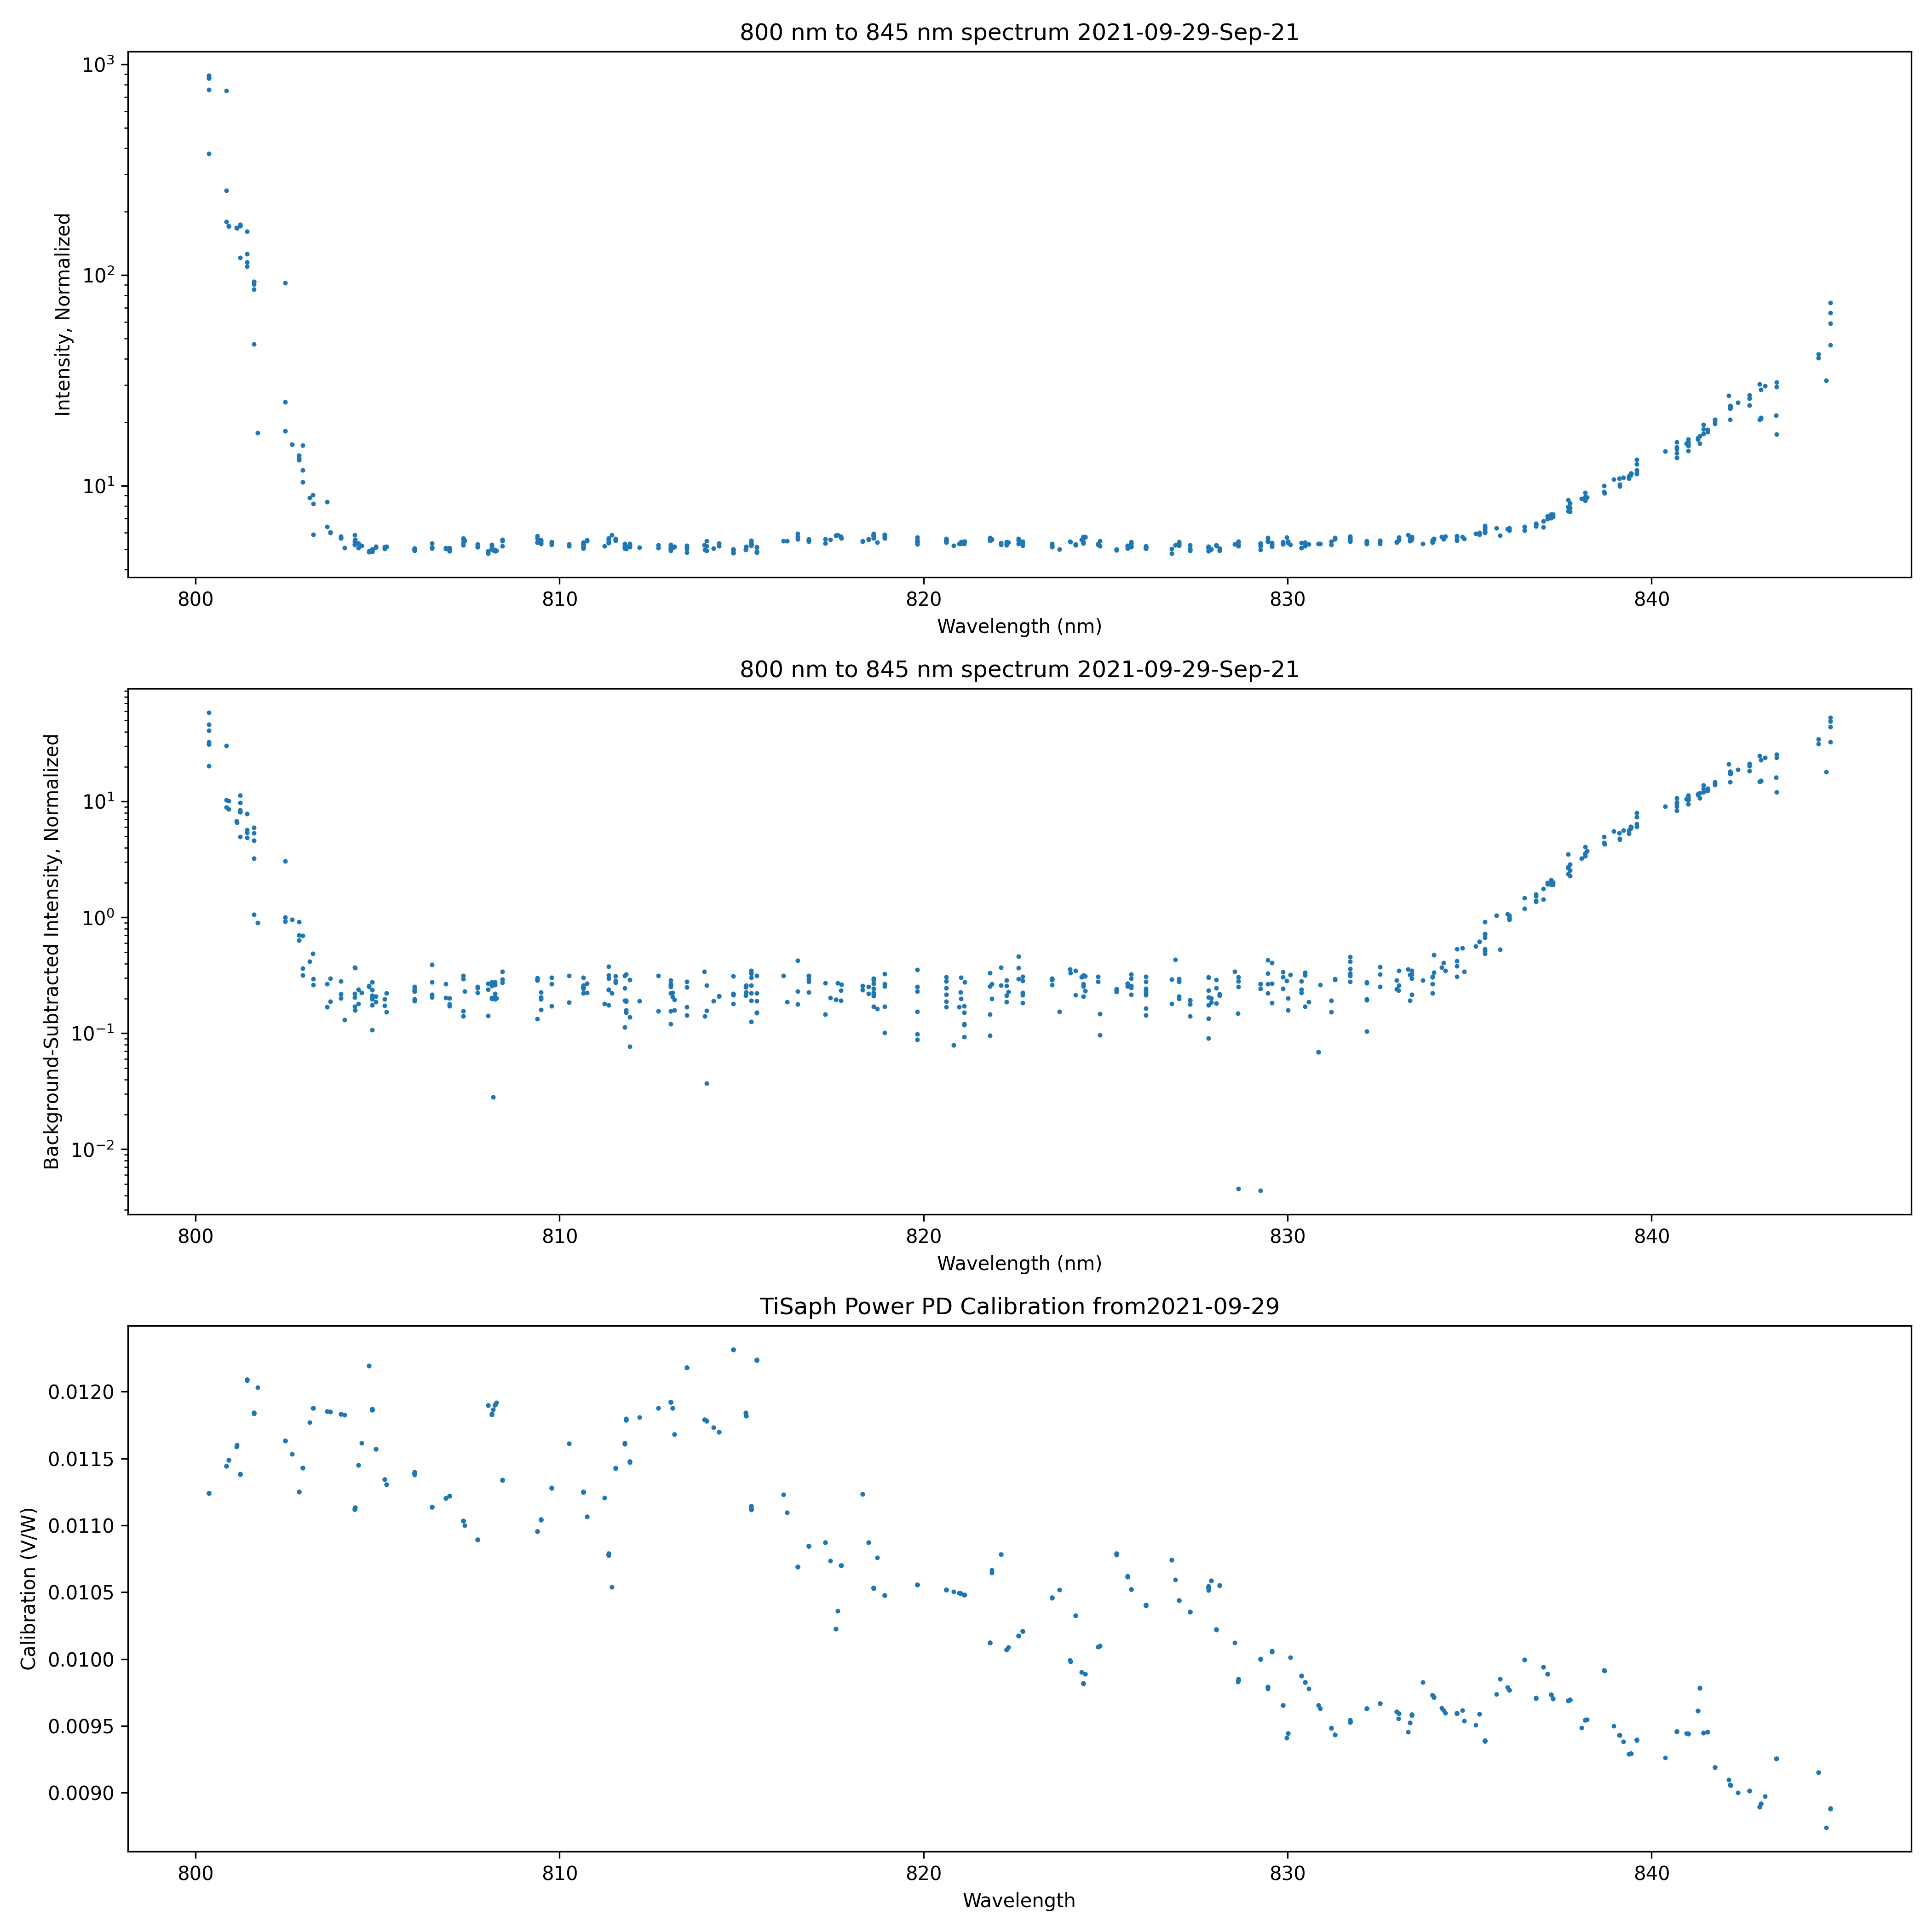 800 nm to 845 nm spectrum 2021-09-29-Sep-21
Intensity, Normalized
10³
10²
10¹
800 810 820 830 840
Wavelength (nm)
800 nm to 845 nm spectrum 2021-09-29-Sep-21
Background-Subtracted Intensity, Normalized
10¹
10⁰
10⁻¹
10⁻²
800 810 820 830 840
Wavelength (nm)
TiSaph Power PD Calibration from2021-09-29
Calibration (V/W)
0.0120
0.0115
0.0110
0.0105
0.0100
0.0095
0.0090
800 810 820 830 840
Wavelength